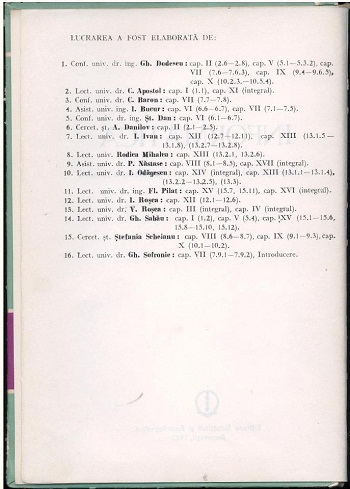 LUCRAREA A FOST ELABORATĂ DE:
1. Conf. univ. dr. ing. Gh. Dodescu: cap. II (2.6—2.8), cap. V (5.1—5.3.2), cap.
VII (7.6—7.6.3), cap. IX (9.4—9.6.5),
cap. X (10.2.3.—10.5.4).
2. Lect. univ. dr. C. Apostol: cap. I (1.1), cap. XI (integral).
3. Conf. univ. dr. C. Baron: cap. VII (7.7—7.8).
4. Asist. univ. ing. I. Bucur: cap. VI (6.6—6.7), cap. VII (7.1—7.5).
5. Conf. univ. dr. ing. Șt. Dan: cap. VI (6.1—6.7).
6. Cercet. șt. A. Danilov: cap. II (2.1—2.5).
7. Lect. univ. dr. I. Ivan: cap. XII (12.7—12.11), cap. XIII (13.1.5—
13.1.8), (13.2.7—13.2.8).
8. Lect. univ. Rodica Mihalcu: cap. XIII (13.2.1, 13.2.6).
9. Asist. univ. dr. P. Năstase: cap. VIII (8.1—8.5), cap. XVII (integral).
10. Lect. univ. dr. I. Odăgescu: cap. XIV (integral), cap. XIII (13.1.1—13.1.4),
(13.2.2—13.2.5), (13.3).
11. Lect. univ. dr. ing. Fl. Pilat: cap. XV (15.7, 15.11), cap. XVI (integral).
12. Lect. univ. dr. I. Roșca: cap. XII (12.1—12.6).
13. Lect. univ. dr. V. Roșca: cap. III (integral), cap. IV (integral).
14. Lect. univ. dr. Gh. Sabău: cap. I (1.2), cap. V (5.4), cap. XV (15.1—15.6,
15.8—15.10, 15.12).
15. Cercet. șt. Ștefania Scheianu: cap. VIII (8.6—8.7), cap. IX (9.1—9.3), cap.
X (10.1—10.2).
16. Lect. univ. dr. Gh. Sofronie: cap. VII (7.9.1—7.9.2), Introducere.